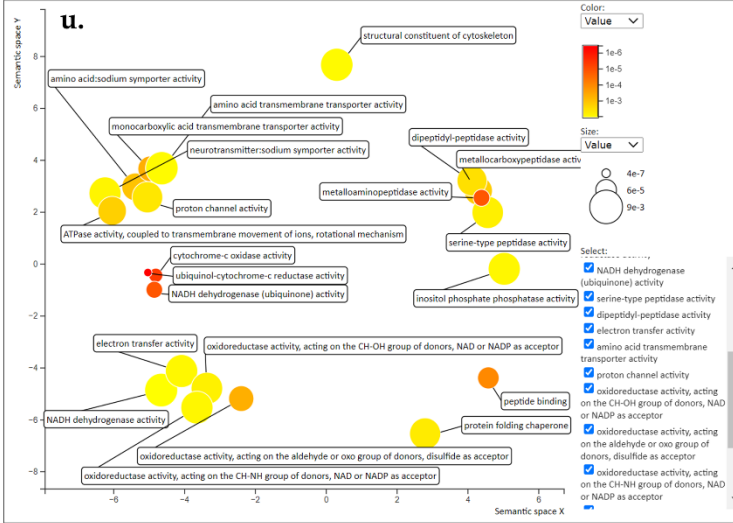 u.
Semantic space Y
8
6
4
2
0
−2
−4
−6
−8
−6
−4
−2
0
2
4
6
Semantic space X
structural constituent of cytoskeleton
amino acid:sodium symporter activity
amino acid transmembrane transporter activity
monocarboxylic acid transmembrane transporter activity
neurotransmitter:sodium symporter activity
proton channel activity
ATPase activity, coupled to transmembrane movement of ions, rotational mechanism
dipeptidyl-peptidase activity
metallocarboxypeptidase activ
metalloaminopeptidase activity
serine-type peptidase activity
cytochrome-c oxidase activity
ubiquinol-cytochrome-c reductase activity
NADH dehydrogenase (ubiquinone) activity
inositol phosphate phosphatase activity
electron transfer activity
oxidoreductase activity, acting on the CH-OH group of donors, NAD or NADP as acceptor
NADH dehydrogenase activity
oxidoreductase activity, acting on the aldehyde or oxo group of donors, disulfide as acceptor
oxidoreductase activity, acting on the CH-NH group of donors, NAD or NADP as acceptor
peptide binding
protein folding chaperone
Color:
Value
1e-6
1e-5
1e-3
Size:
Value
4e-7
6e-5
9e-3
Select:
reductase activity
NADH dehydrogenase
(ubiquinone) activity
serine-type peptidase activity
dipeptidyl-peptidase activity
electron transfer activity
amino acid transmembrane
transporter activity
proton channel activity
oxidoreductase activity, acting
on the CH-OH group of donors, NAD
or NADP as acceptor
oxidoreductase activity, acting
on the aldehyde or oxo group of
donors, disulfide as acceptor
oxidoreductase activity, acting
on the CH-NH group of donors, NAD
or NADP as acceptor